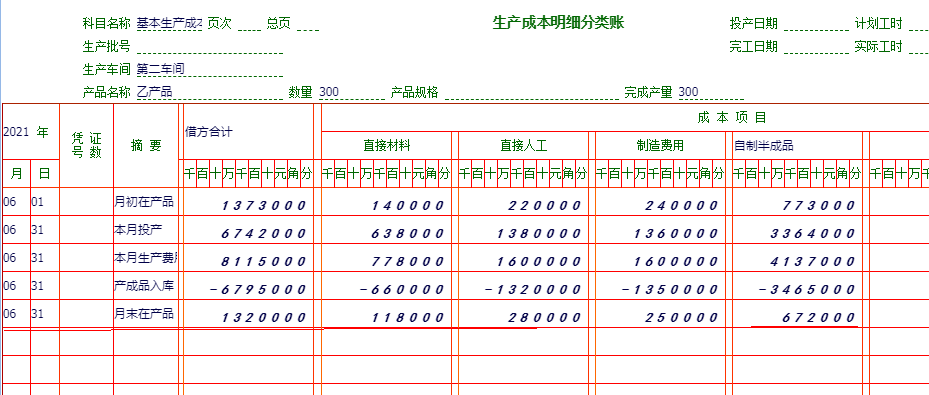 生产成本明细分类账
科目名称 基本生产成 页次 总页 投产日期 计划工时
生产批号 完工日期 实际工时
生产车间 第二车间
产品名称 乙产品 数量 300 产品规格 完成产量 300
2021 年 凭证号数 摘要 借方合计 成本项目
直接材料 直接人工 制造费用 自制半成品
月 日 千百十万千百十元角分 千百十万千百十元角分 千百十万千百十元角分 千百十万千百十元角分 千百十万千百十元角分 千百十万千
06 01 月初在产品 1373000 140000 220000 240000 773000
06 31 本月投产 6742000 638000 1380000 1360000 3364000
06 31 本月生产费 8115000 778000 1600000 1600000 4137000
06 31 产成品入库 -6795000 -660000 -1320000 -1350000 -3465000
06 31 月末在产品 1320000 118000 280000 250000 672000